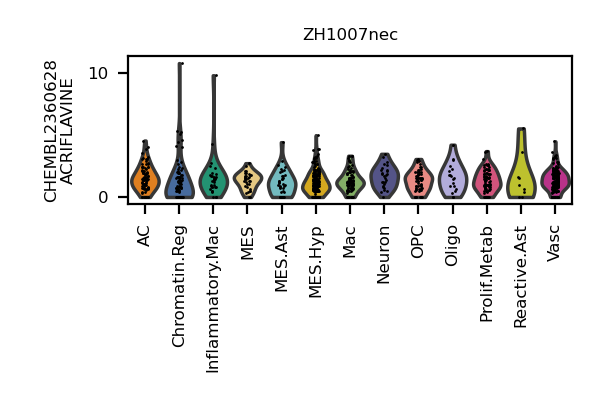 ZH1007nec
CHEMBL2360628
ACRIFLAVINE
10
0
AC
Chromatin.Reg
Inflammatory.Mac
MES
MES.Ast
MES.Hyp
Mac
Neuron
OPC
Oligo
Prolif.Metab
Reactive.Ast
Vasc